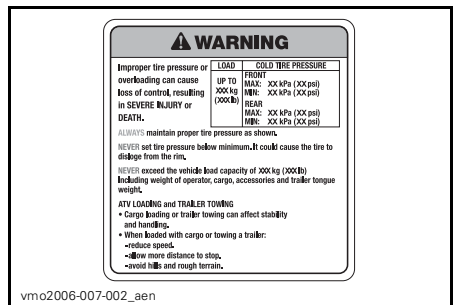 WARNING
Improper tire pressure or
overloading can cause
loss of control, resulting
in SEVERE INJURY or
DEATH.
LOAD COLD TIRE PRESSURE
UP TO
XXX kg
(XXX lb)
FRONT
MAX: XX kPa (XX psi)
MIN: XX kPa (XX psi)
REAR
MAX: XX kPa (XX psi)
MIN: XX kPa (XX psi)
ALWAYS maintain proper tire pressure as shown.
NEVER set tire pressure below minimum. It could cause the tire to
disloge from the rim.
NEVER exceed the vehicle load capacity of XXX kg (XXX lb)
Including weight of operator, cargo, accessories and trailer tongue
weight.
ATV LOADING and TRAILER TOWING
• Cargo loading or trailer towing can affect stability
and handling.
• When loaded with cargo or towing a trailer:
-reduce speed.
-allow more distance to stop.
-avoid hills and rough terrain.
vmo2006-007-002_aen